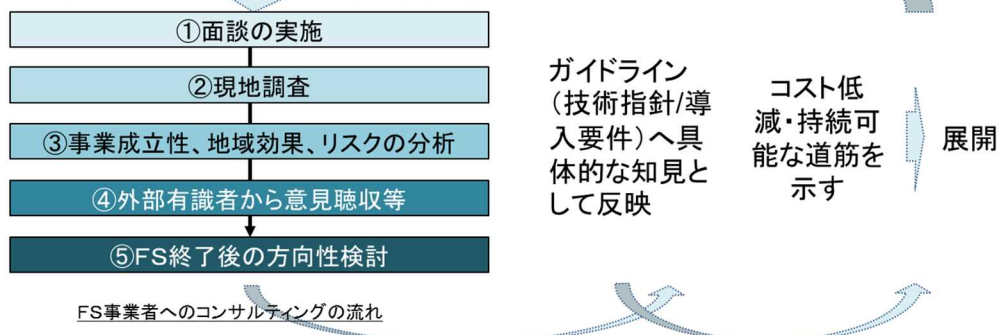 ①面談の実施
②現地調査
③事業成立性、地域効果、リスクの分析
④外部有識者から意見聴収等
⑤FS終了後の方向性検討
FS事業者へのコンサルティングの流れ
ガイドライン
(技術指針/導
入要件)へ具
体的な知見と
して反映
コスト低
減・持続可
能な道筋を
示す
展開